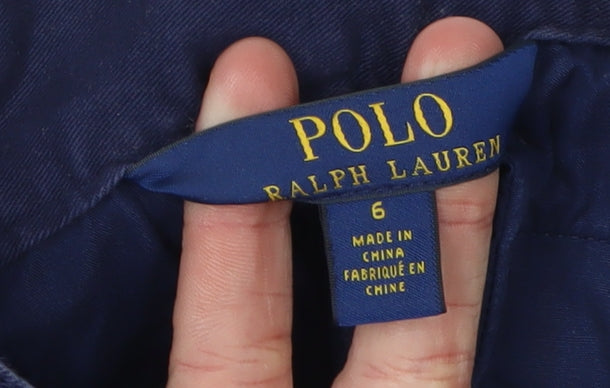 POLO
RALPH LAUREN
6
MADE IN
CHINA
FABRIQUÉ EN
CHINE